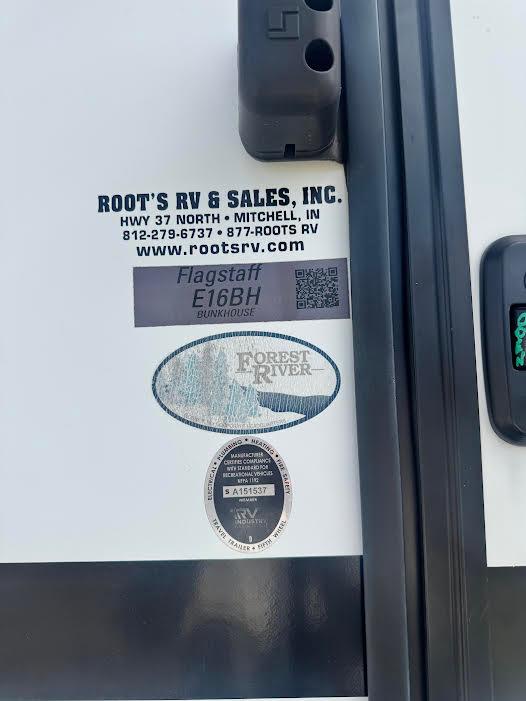 ROOT'S RV & SALES, INC.
HWY 37 NORTH • MITCHELL, IN
812-279-6737 • 877-ROOTS RV
www.rootsrv.com
Flagstaff
E16BH
BUNKHOUSE
FOREST
RIVER
ELECTRICAL • PLUMBING • HEATING • FIRE SAFETY
MANUFACTURER
CERTIFIES COMPLIANCE
WITH STANDARD FOR
RECREATIONAL VEHICLES
NFPA 1192
S A151537
MEMBER
RV
INDUSTRY
TRAVEL TRAILER • FIFTH WHEEL